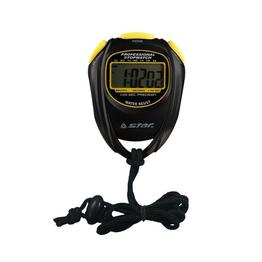 PROFESSIONAL
STOPWATCH
1:02 02
1/100 SEC. PRECISION
WATER RESIST
STAR